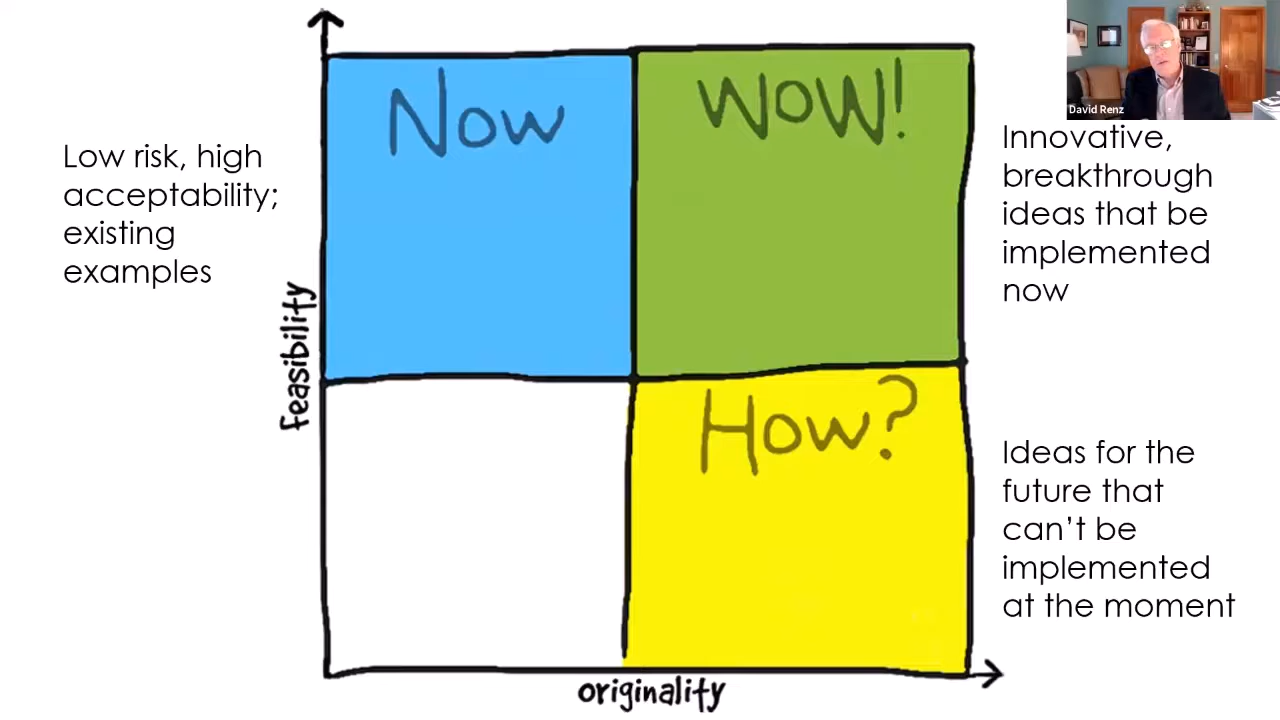 Now
WOW!
David Renz
Low risk, high
acceptability;
existing
examples
Innovative,
breakthrough
ideas that be
implemented
now
Feasibility
How?
Ideas for the
future that
can’t be
implemented
at the moment
originality